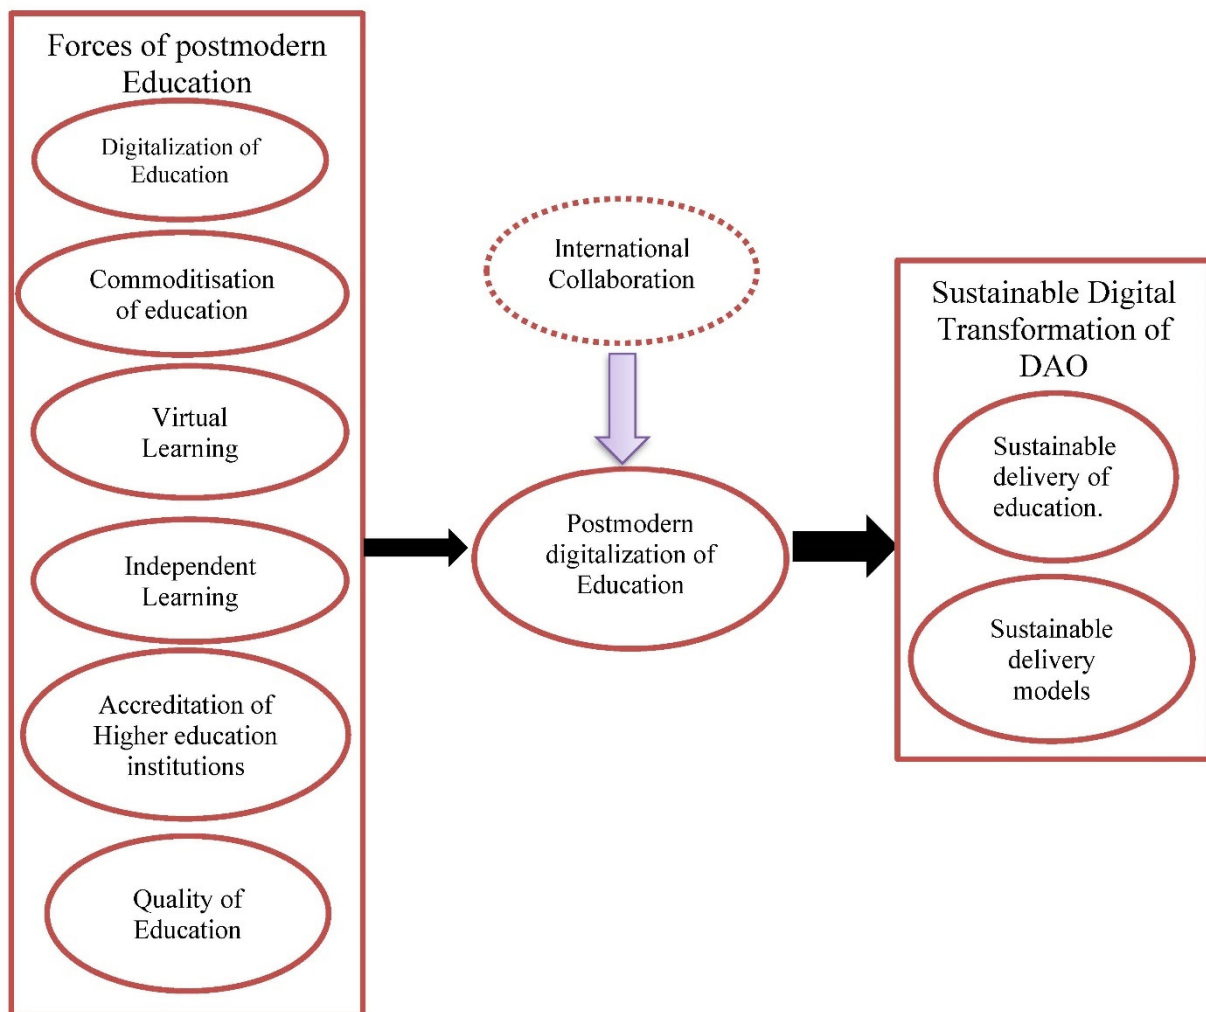 Forces of postmodern
Education
Digitalization of
Education
Commoditisation
of education
Virtual
Learning
Independent
Learning
Accreditation of
Higher education
institutions
Quality of
Education
International
Collaboration
Postmodern
digitalization of
Education
Sustainable Digital
Transformation of
DAO
Sustainable
delivery of
education.
Sustainable
delivery
models